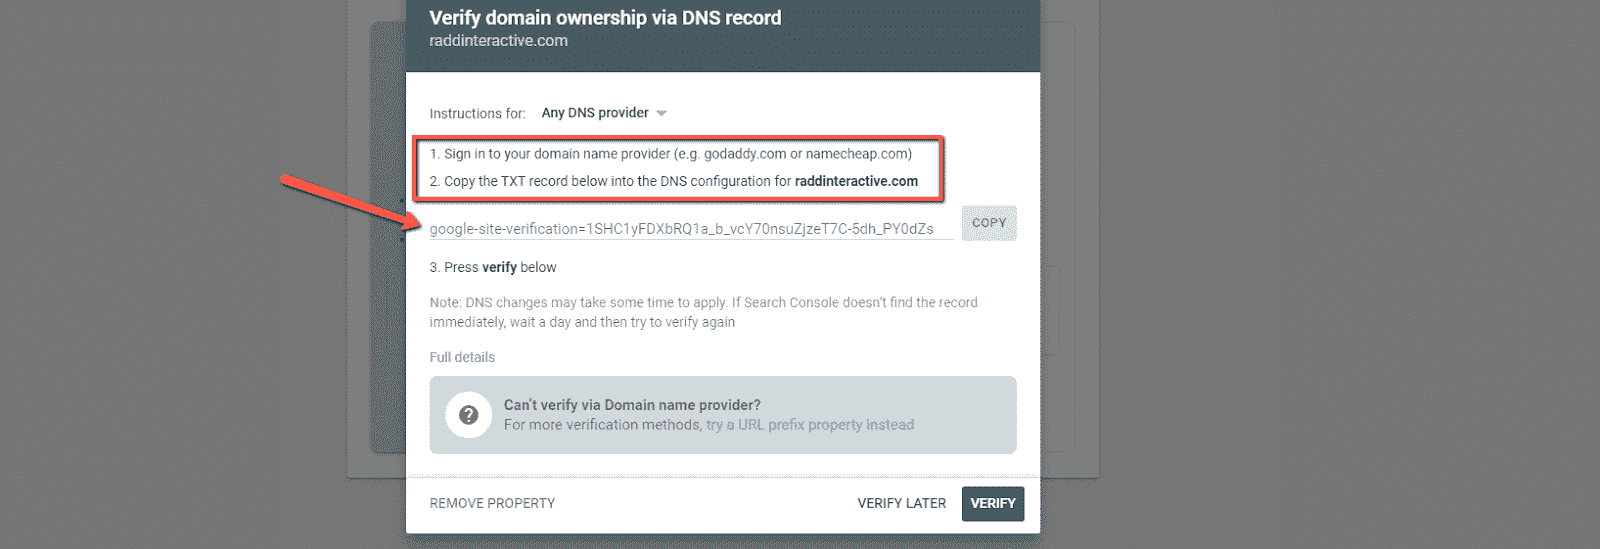 Verify domain ownership via DNS record
raddinteractive.com
Instructions for: Any DNS provider
1. Sign in to your domain name provider (e.g. godaddy.com or namecheap.com)
2. Copy the TXT record below into the DNS configuration for raddinteractive.com
google-site-verification=1SHC1yFDXbRQ1a_b_vcY70nsuZjzeT7C-5dh_PY0dZs
COPY
3. Press verify below
Note: DNS changes may take some time to apply. If Search Console doesn't find the record
immediately, wait a day and then try to verify again
Full details
Can't verify via Domain name provider?
For more verification methods, try a URL prefix property instead
REMOVE PROPERTY
VERIFY LATER
VERIFY